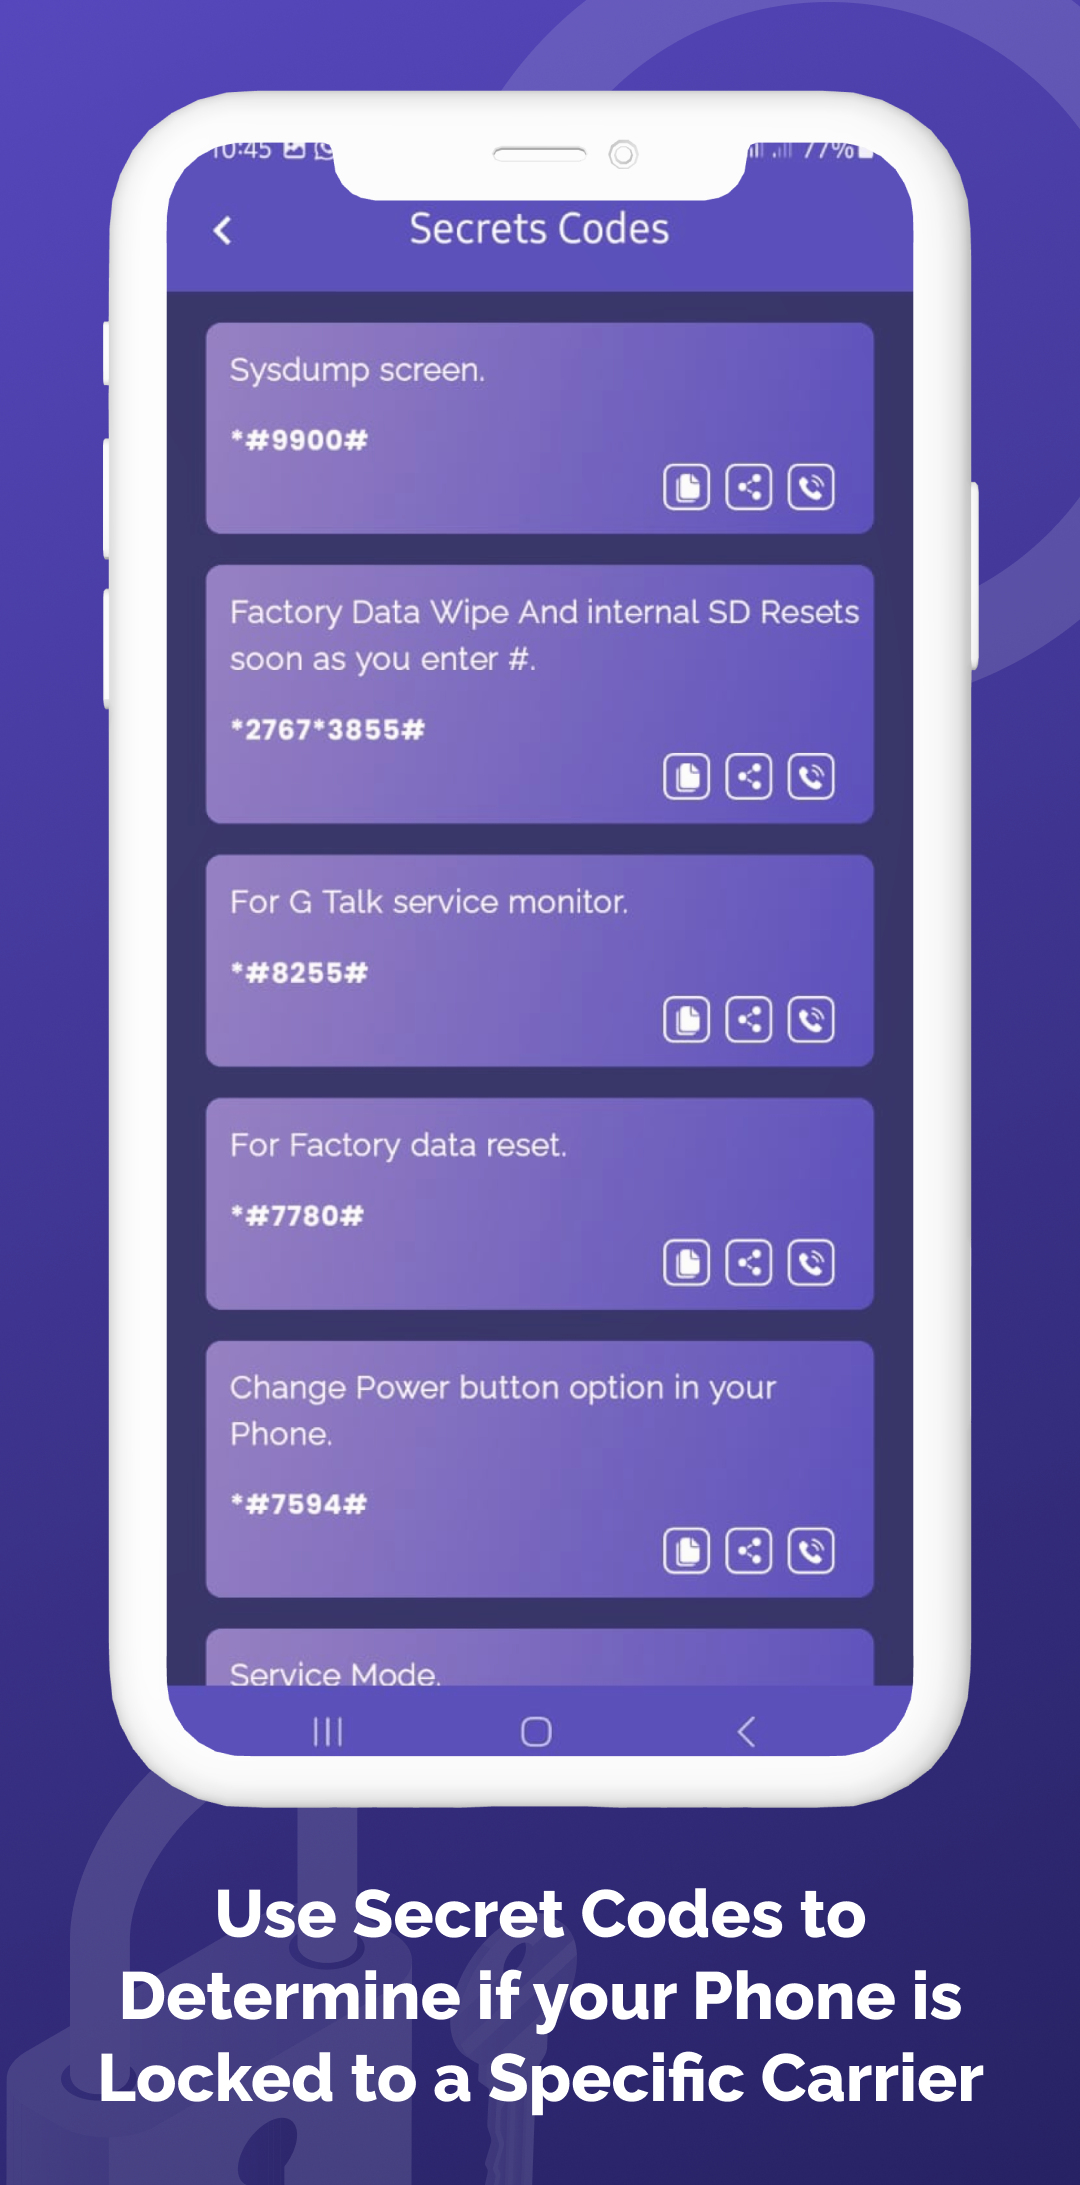 10:45 77%
Secrets Codes
Sysdump screen.
*#9900#
Factory Data Wipe And internal SD Resets
soon as you enter #.
*2767*3855#
For G Talk service monitor.
*#8255#
For Factory data reset.
*#7780#
Change Power button option in your
Phone.
*#7594#
Service Mode.
Use Secret Codes to
Determine if your Phone is
Locked to a Specific Carrier